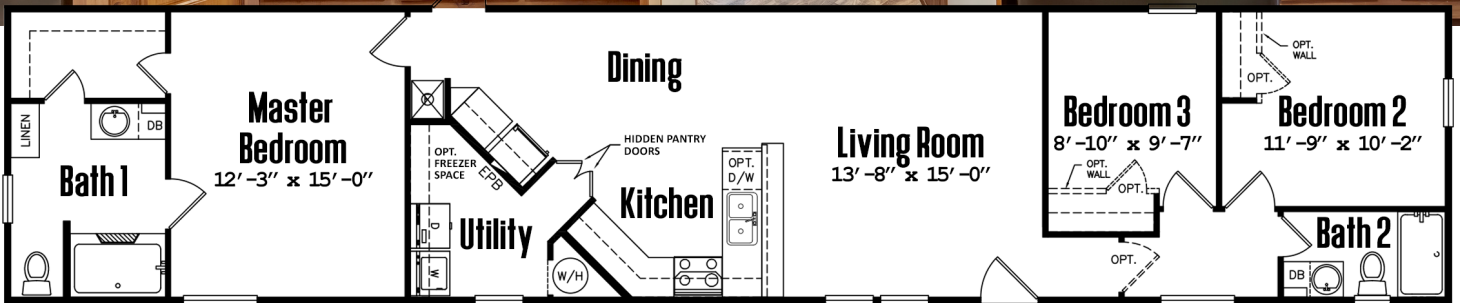 LINEN
DB
Bath 1
Master
Bedroom
12'-3" x 15'-0"
OPT.
FREEZER
SPACE
EPB
D
W
Utility
W/H
Dining
HIDDEN PANTRY
DOORS
Kitchen
OPT.
D/W
Living Room
13'-8" x 15'-0"
Bedroom 3
8'-10" x 9'-7"
OPT.
WALL
OPT.
OPT.
WALL
OPT.
Bedroom 2
11'-9" x 10'-2"
OPT.
Bath 2
DB